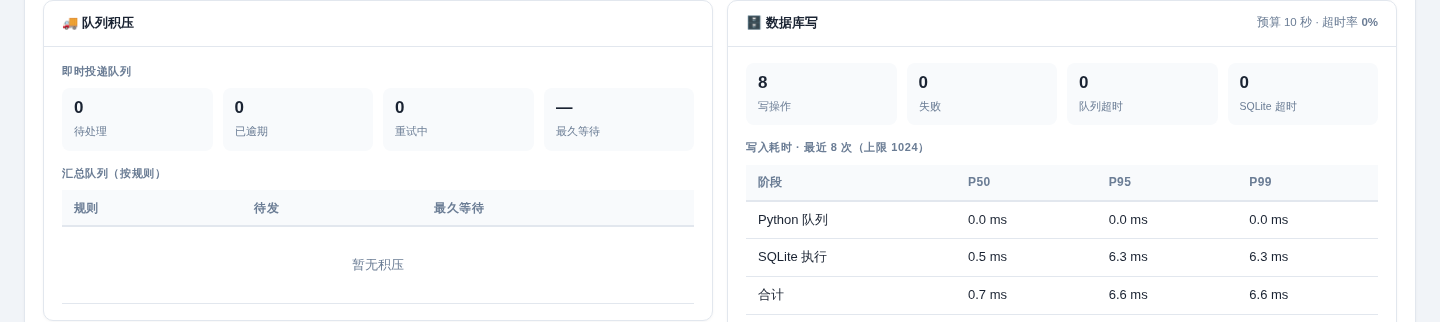 🚚 队列积压
即时投递队列
0 0 0 —
待处理 已逾期 重试中 最久等待
汇总队列（按规则）
规则 待发 最久等待
暂无积压
🗄️ 数据库写 预算 10 秒 · 超时率 0%
8 0 0 0
写操作 失败 队列超时 SQLite 超时
写入耗时 · 最近 8 次（上限 1024）
阶段 P50 P95 P99
Python 队列 0.0 ms 0.0 ms 0.0 ms
SQLite 执行 0.5 ms 6.3 ms 6.3 ms
合计 0.7 ms 6.6 ms 6.6 ms